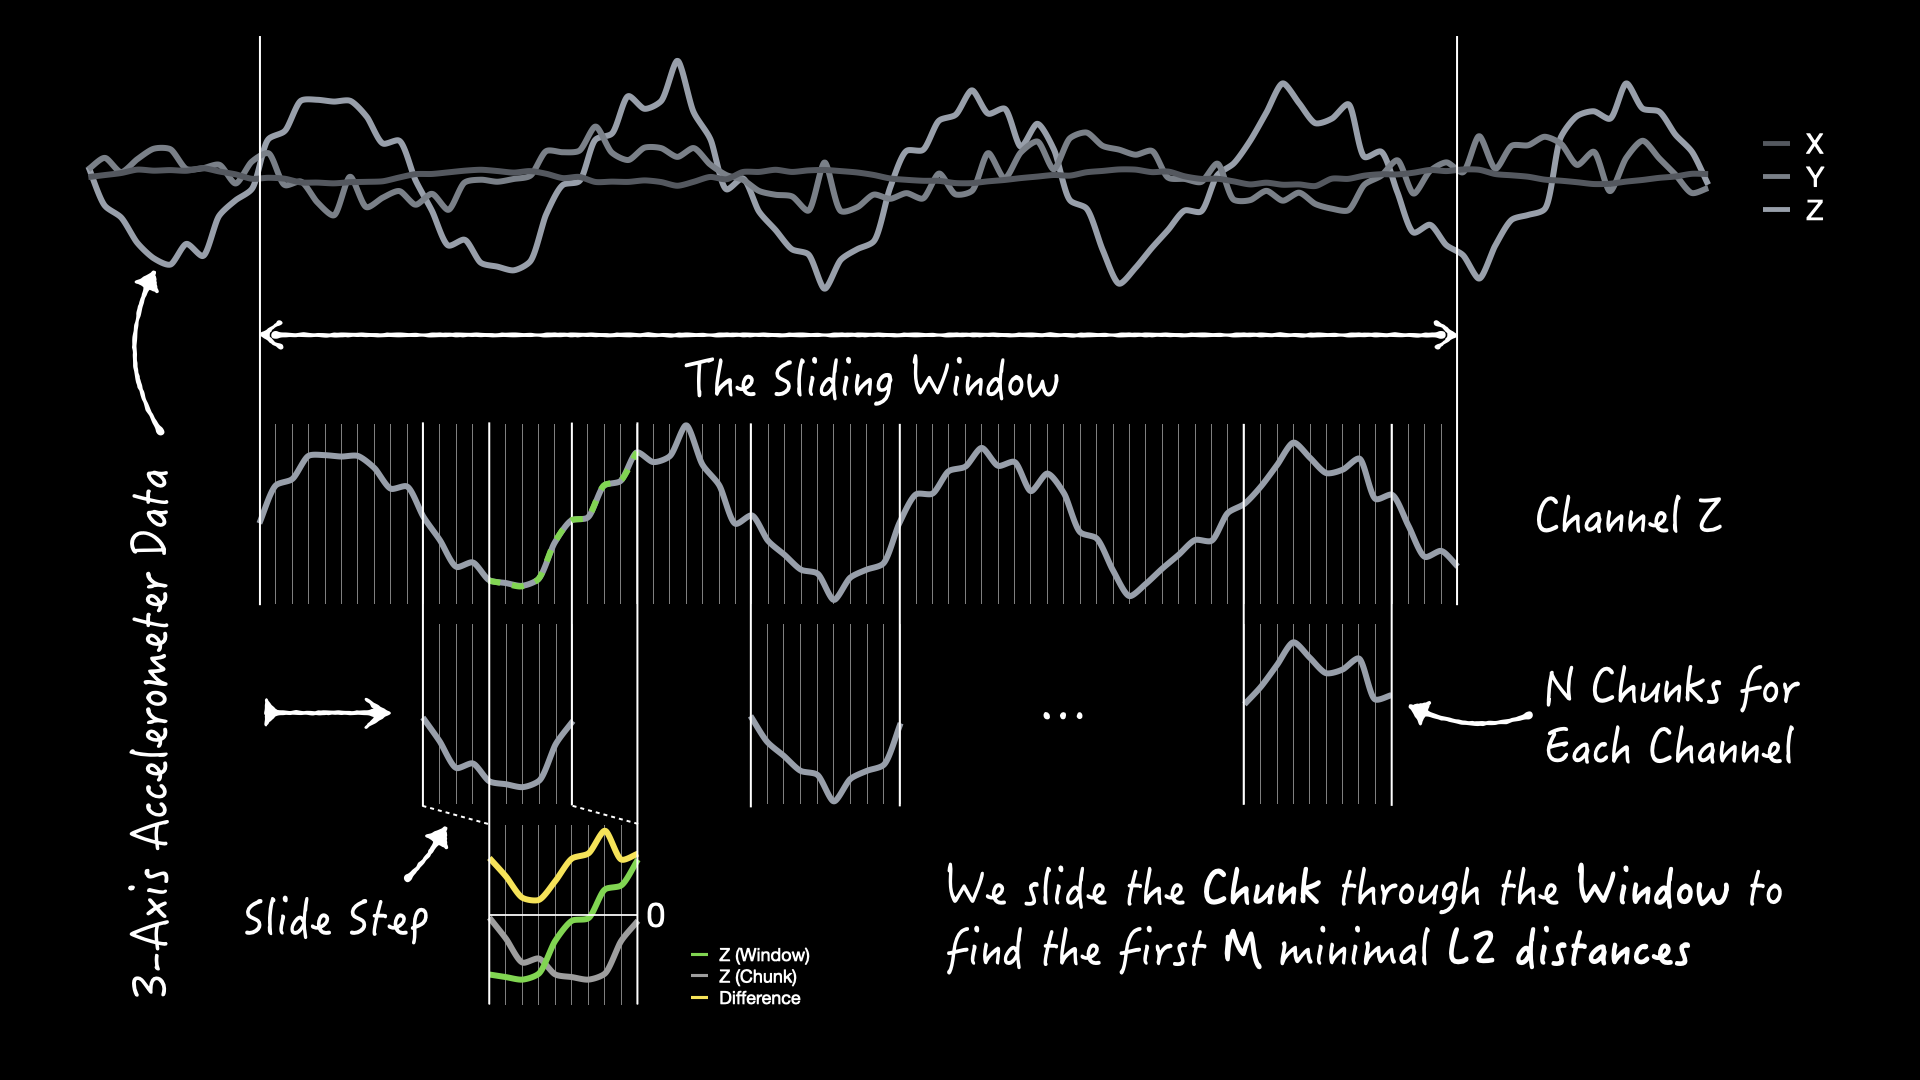 X
Y
Z
The Sliding Window
3-Axis Accelerometer Data
Channel Z
N Chunks for
Each Channel
...
Slide Step
0
Z (Window)
Z (Chunk)
Difference
We slide the Chunk through the Window to
find the first M minimal L2 distances